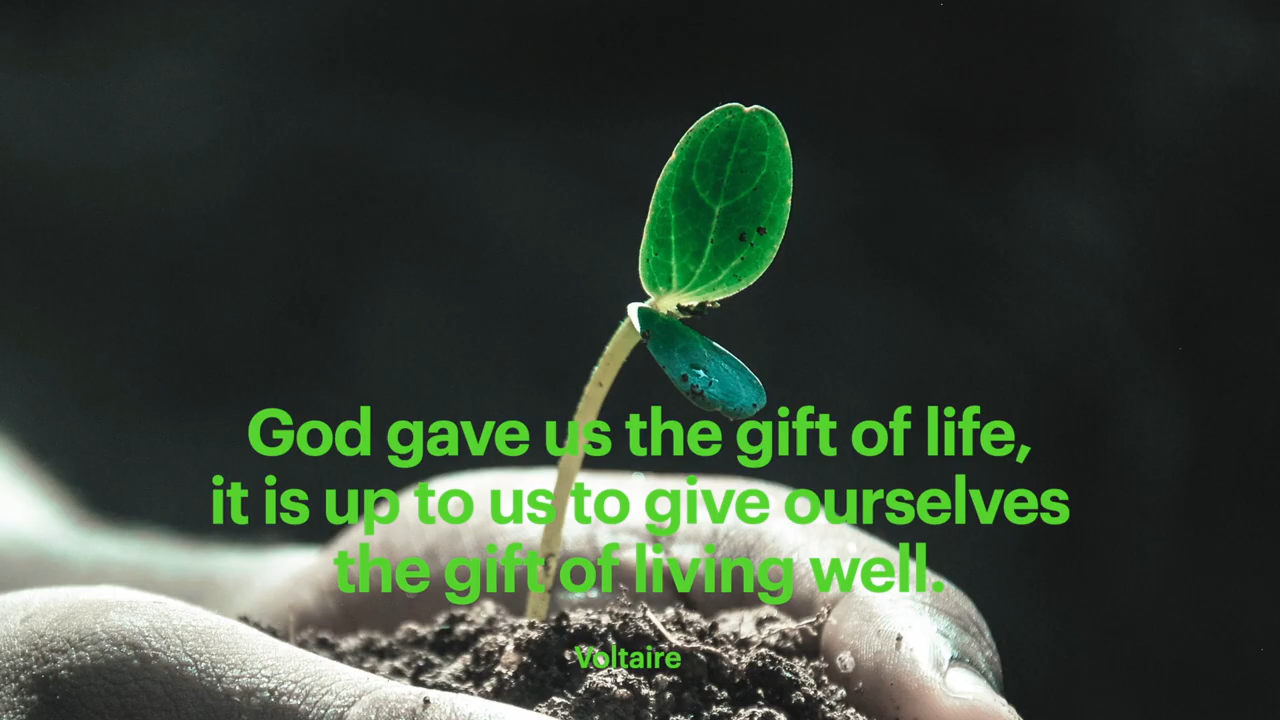 God gave us the gift of life,
it is up to us to give ourselves
the gift of living well.
Voltaire